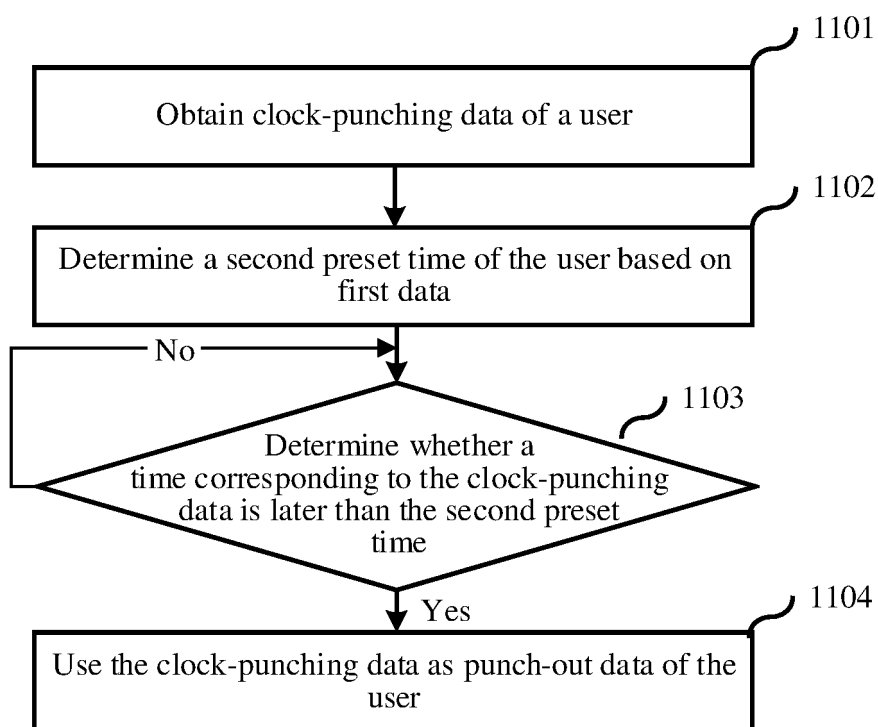 1101
Obtain clock-punching data of a user
1102
Determine a second preset time of the user based on
first data
No
1103
Determine whether a
time corresponding to the clock-punching
data is later than the second preset
time
Yes
1104
Use the clock-punching data as punch-out data of the
user